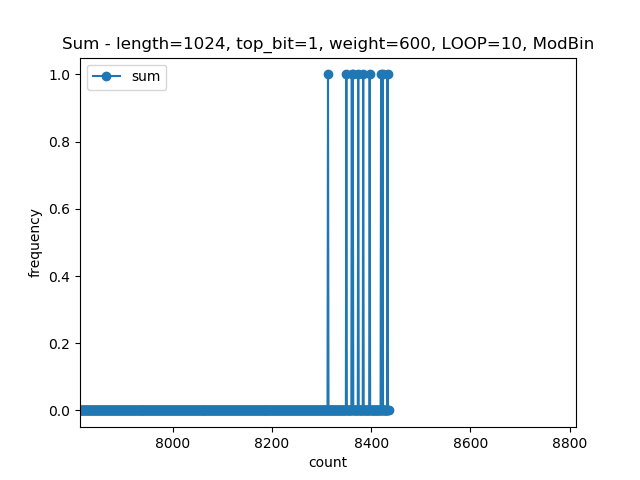 Sum - length=1024, top_bit=1, weight=600, LOOP=10, ModBin
sum
1.0
0.8
0.6
0.4
0.2
0.0
frequency
8000 8200 8400 8600 8800
count